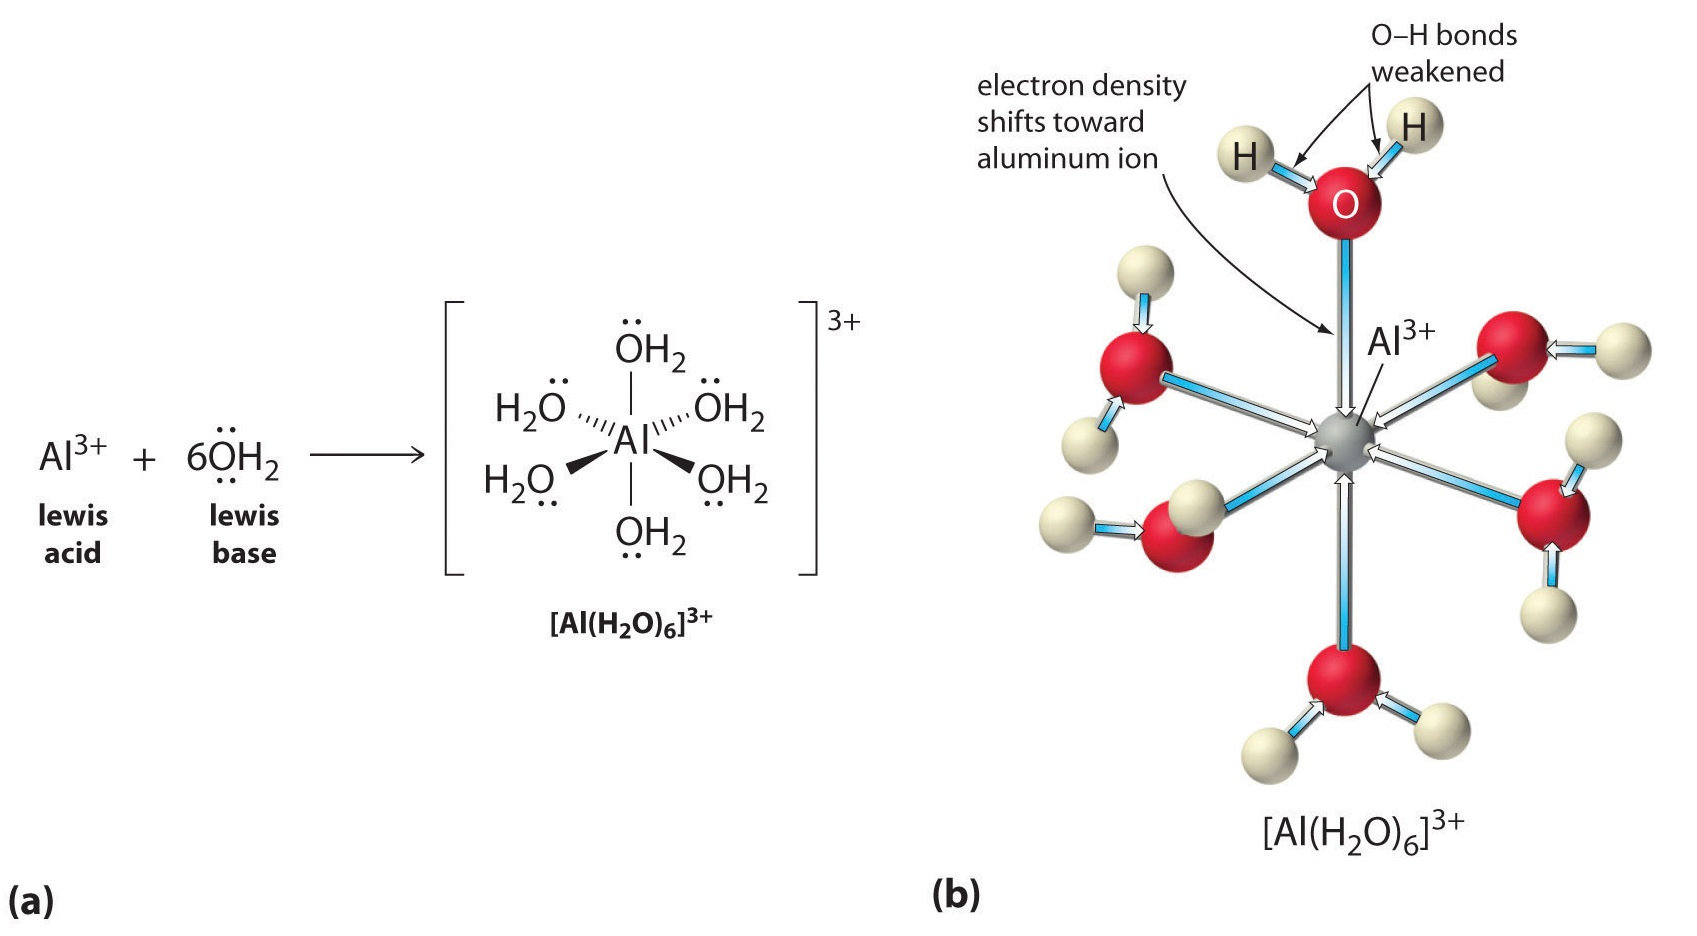 Al³⁺ + 6OH₂
lewis acid
lewis base
OH₂
H₂O
OH₂
Al
H₂O
OH₂
OH₂
3+
[Al(H₂O)₆]³⁺
(a)
O–H bonds
weakened
electron density
shifts toward
aluminum ion
H
H
O
Al³⁺
[Al(H₂O)₆]³⁺
(b)